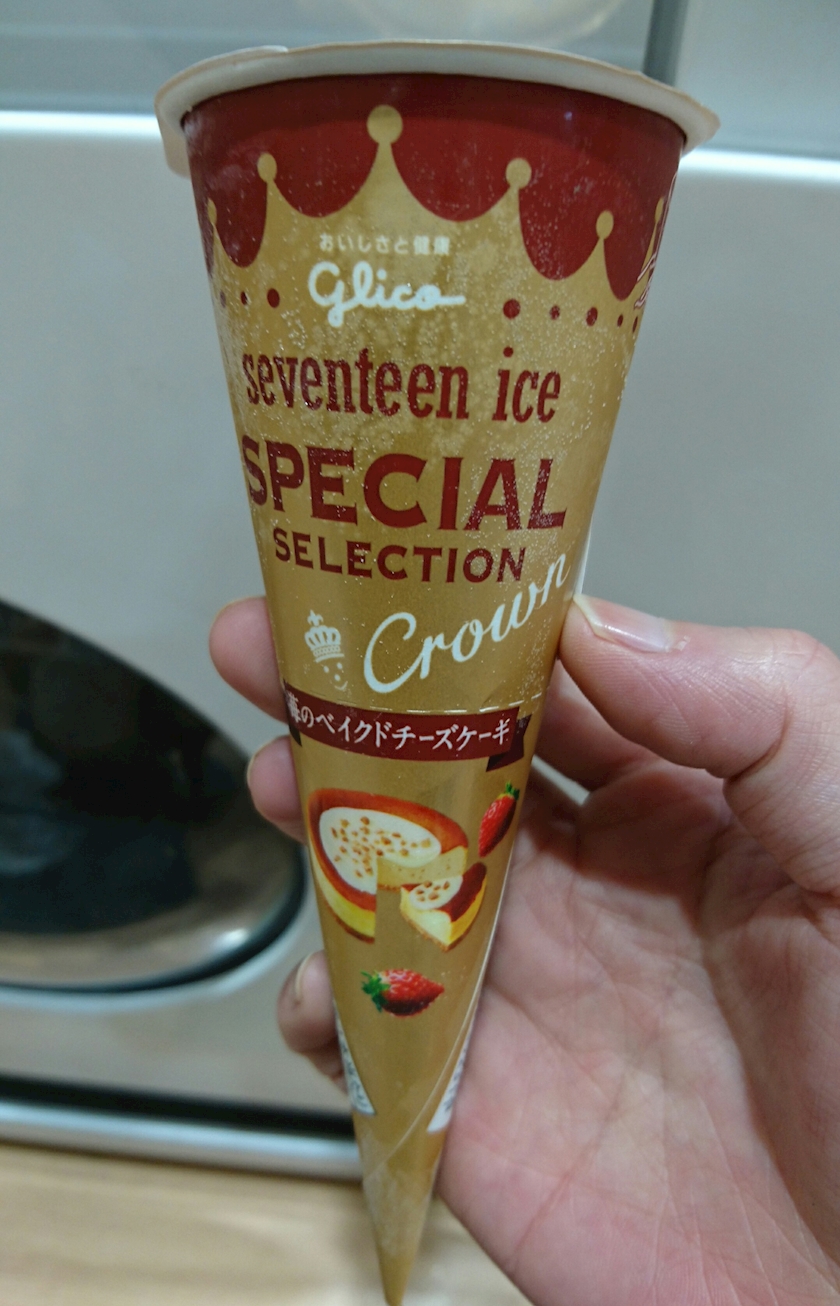 おいしさと健康
Glico
seventeen ice
SPECIAL
SELECTION
Crown
苺のベイクドチーズケーキ